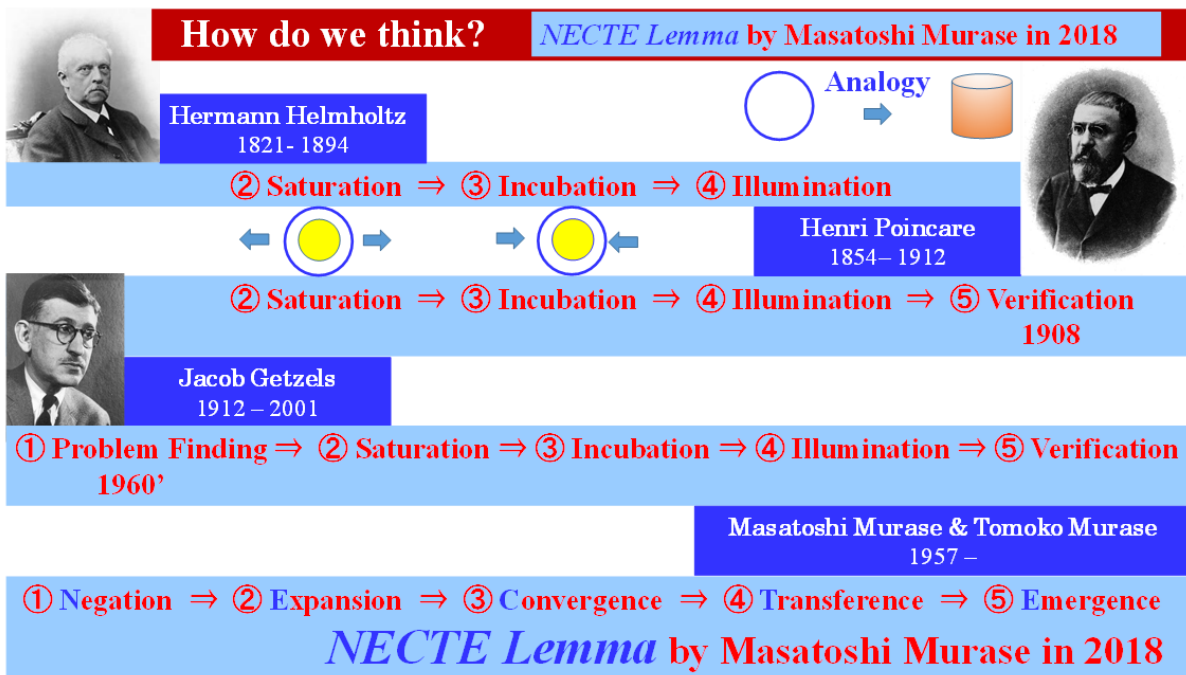 How do we think?
NECTE Lemma by Masatoshi Murase in 2018
Analogy
Hermann Helmholtz
1821- 1894
② Saturation ⇒ ③ Incubation ⇒ ④ Illumination
Henri Poincare
1854– 1912
② Saturation ⇒ ③ Incubation ⇒ ④ Illumination ⇒ ⑤ Verification
1908
Jacob Getzels
1912 – 2001
① Problem Finding ⇒ ② Saturation ⇒ ③ Incubation ⇒ ④ Illumination ⇒ ⑤ Verification
1960’
Masatoshi Murase & Tomoko Murase
1957 –
① Negation ⇒ ② Expansion ⇒ ③ Convergence ⇒ ④ Transference ⇒ ⑤ Emergence
NECTE Lemma by Masatoshi Murase in 2018